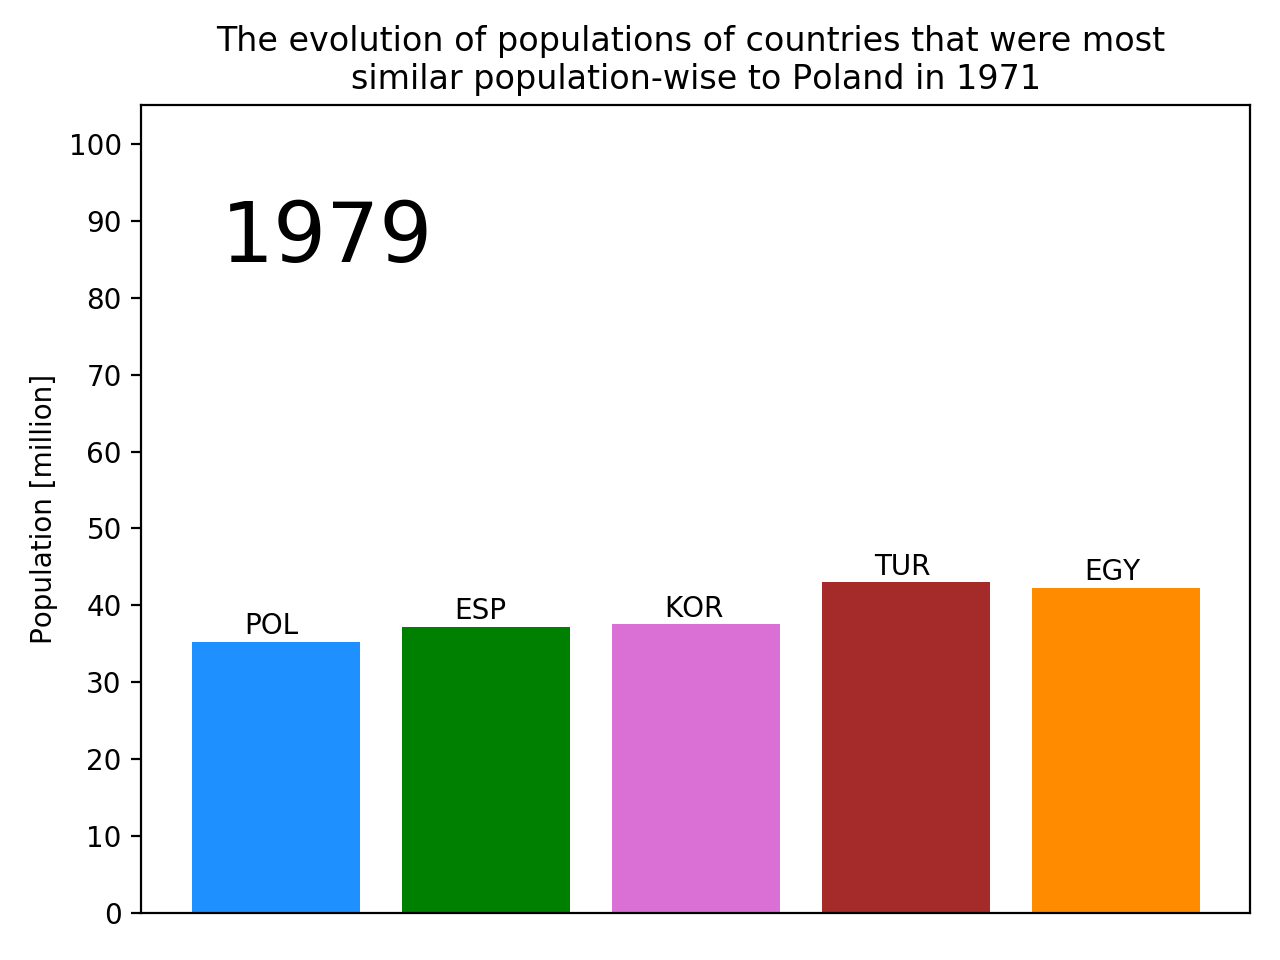 The evolution of populations of countries that were most
similar population-wise to Poland in 1971
1979
Population [million]
100
90
80
70
60
50
40
30
20
10
0
POL
ESP
KOR
TUR
EGY